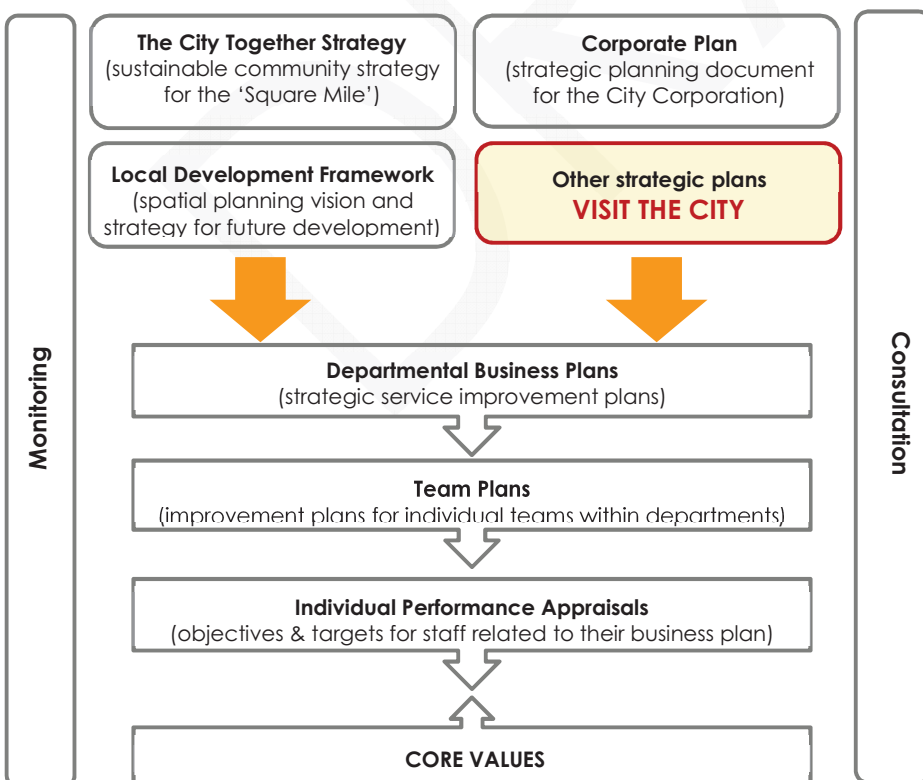 Monitoring
The City Together Strategy
(sustainable community strategy
for the ‘Square Mile’)
Corporate Plan
(strategic planning document
for the City Corporation)
Local Development Framework
(spatial planning vision and
strategy for future development)
Other strategic plans
VISIT THE CITY
Departmental Business Plans
(strategic service improvement plans)
Team Plans
(improvement plans for individual teams within departments)
Individual Performance Appraisals
(objectives & targets for staff related to their business plan)
CORE VALUES
Consultation